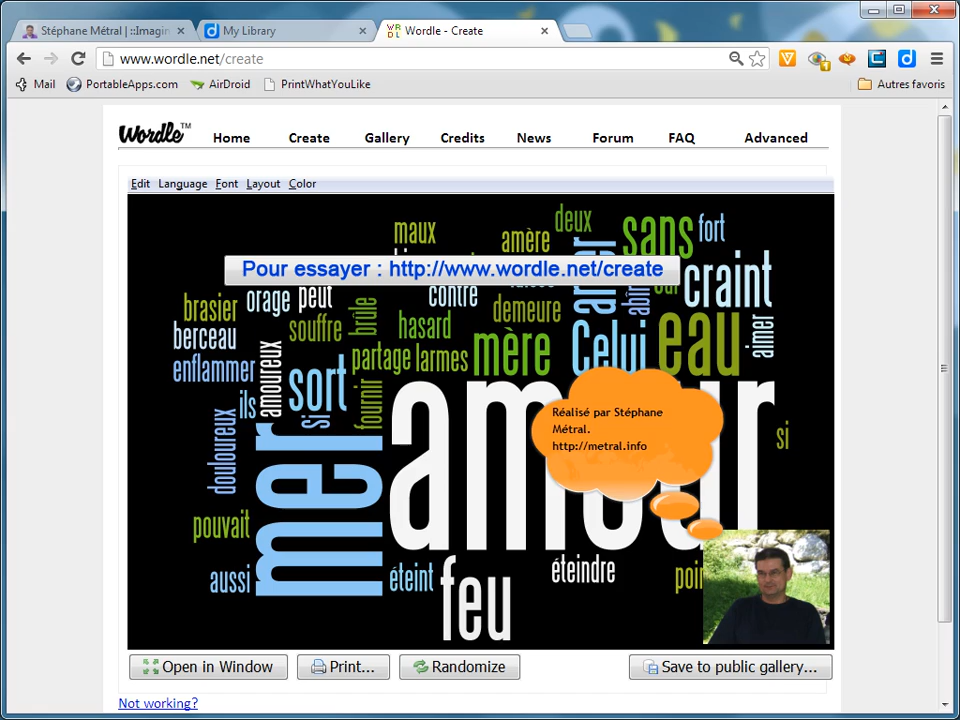 Stéphane Métral | ::Imagin
My Library
Wordle - Create
www.wordle.net/create
Mail
PortableApps.com
AirDroid
PrintWhatYouLike
Autres favoris
Wordle™
Home
Create
Gallery
Credits
News
Forum
FAQ
Advanced
Edit
Language
Font
Layout
Color
deux
maux
amère
sans
fort
Pour essayer : http://www.wordle.net/create
craint
brasier
orage
peut
contre
brûle
demeure
berceau
souffre
hasard
mère
Celui
eau
aimer
enflammer
amoureux
partage
larmes
ils
sort
si
fournir
amour
douloureux
mer
Réalisé par Stéphane
Métral.
http://metral.info
si
pouvait
aussi
éteint
feu
éteindre
Open in Window
Print...
Randomize
Save to public gallery...
Not working?